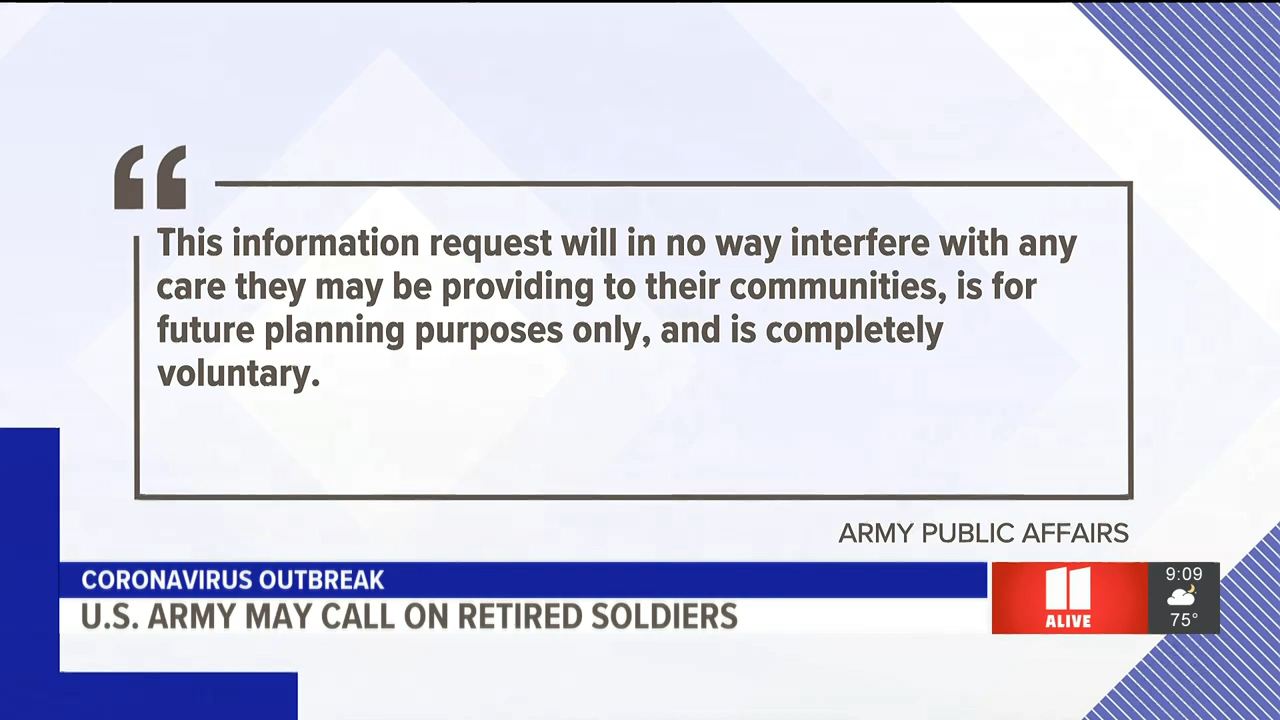 “
This information request will in no way interfere with any
care they may be providing to their communities, is for
future planning purposes only, and is completely
voluntary.
ARMY PUBLIC AFFAIRS
CORONAVIRUS OUTBREAK
U.S. ARMY MAY CALL ON RETIRED SOLDIERS
11
ALIVE
9:09
75°